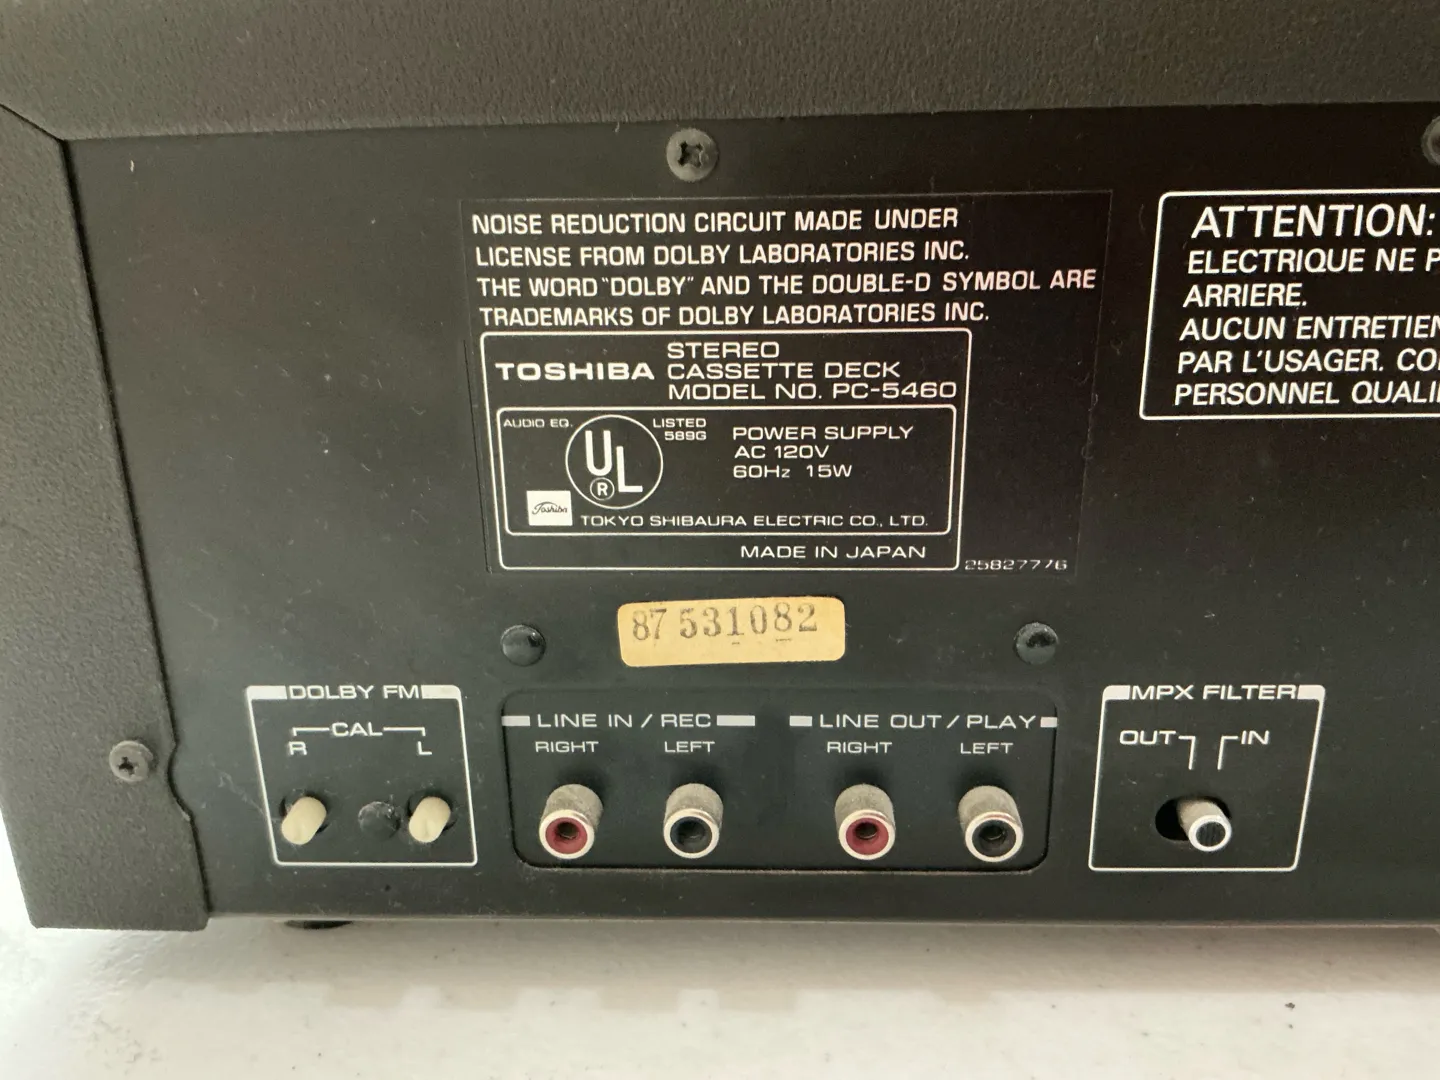 NOISE REDUCTION CIRCUIT MADE UNDER
LICENSE FROM DOLBY LABORATORIES INC.
THE WORD "DOLBY" AND THE DOUBLE-D SYMBOL ARE
TRADEMARKS OF DOLBY LABORATORIES INC.
TOSHIBA
STEREO
CASSETTE DECK
MODEL NO. PC-5460
AUDIO EQ.
UL
®
LISTED
589G
POWER SUPPLY
AC 120V
60Hz 15W
Toshiba
TOKYO SHIBAURA ELECTRIC CO., LTD.
MADE IN JAPAN
ATTENTION:
ELECTRIQUE NE P
ARRIERE.
AUCUN ENTRETIEN
PAR L'USAGER. CO
PERSONNEL QUALI
87 531082
DOLBY FM
CAL
R L
LINE IN / REC
RIGHT LEFT
LINE OUT / PLAY
RIGHT LEFT
MPX FILTER
OUT IN